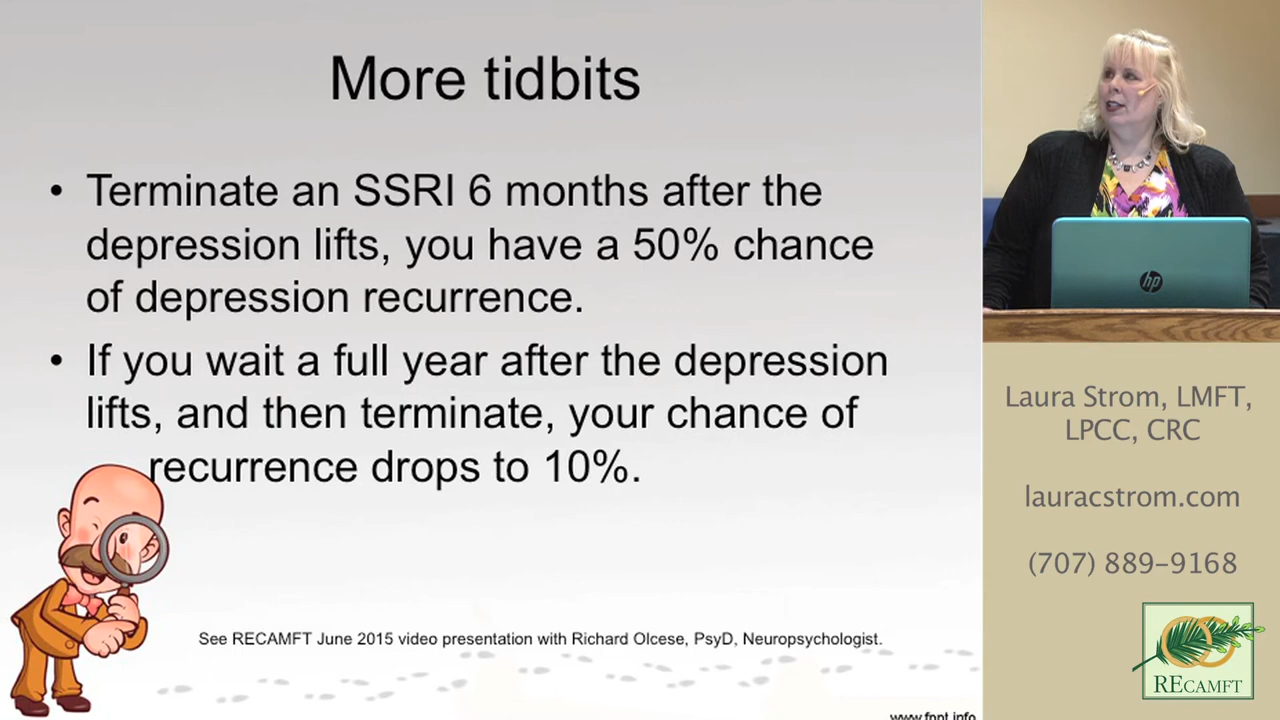 More tidbits
• Terminate an SSRI 6 months after the
depression lifts, you have a 50% chance
of depression recurrence.
• If you wait a full year after the depression
lifts, and then terminate, your chance of
recurrence drops to 10%.
See RECAMFT June 2015 video presentation with Richard Olcese, PsyD, Neuropsychologist.
www.fppt.info
hp
Laura Strom, LMFT,
LPCC, CRC
lauracstrom.com
(707) 889-9168
RECAMFT